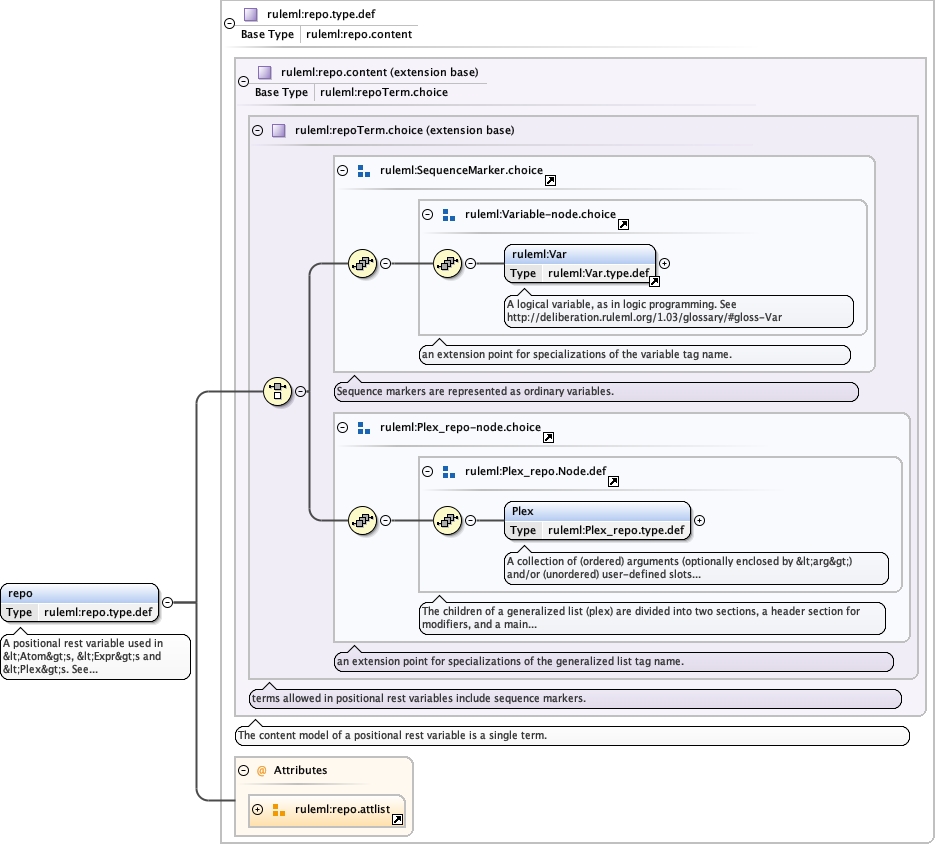 ruleml:repo.type.def
Base Type ruleml:repo.content
ruleml:repo.content (extension base)
Base Type ruleml:repoTerm.choice
ruleml:repoTerm.choice (extension base)
ruleml:SequenceMarker.choice
ruleml:Variable-node.choice
ruleml:Var
Type ruleml:Var.type.def
A logical variable, as in logic programming. See
http://deliberation.ruleml.org/1.03/glossary/#gloss-Var
an extension point for specializations of the variable tag name.
Sequence markers are represented as ordinary variables.
ruleml:Plex_repo-node.choice
ruleml:Plex_repo.Node.def
Plex
Type ruleml:Plex_repo.type.def
A collection of (ordered) arguments (optionally enclosed by &lt;arg&gt;)
and/or (unordered) user-defined slots...
The children of a generalized list (plex) are divided into two sections, a header section for
modifiers, and a main...
an extension point for specializations of the generalized list tag name.
terms allowed in positional rest variables include sequence markers.
The content model of a positional rest variable is a single term.
repo
Type ruleml:repo.type.def
A positional rest variable used in
&lt;Atom&gt;s, &lt;Expr&gt;s and
&lt;Plex&gt;s. See...
@ Attributes
ruleml:repo.attlist